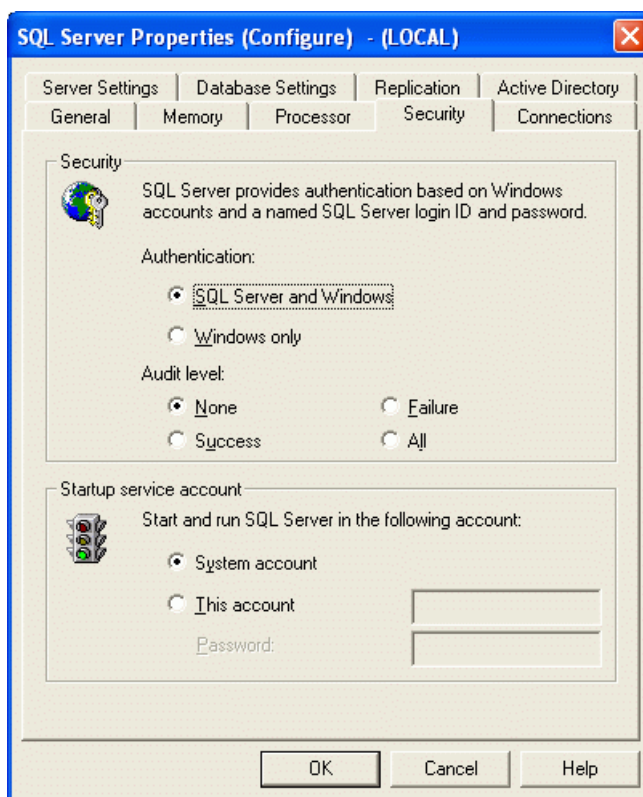 SQL Server Properties (Configure) - (LOCAL)
Server Settings Database Settings Replication Active Directory
General Memory Processor Security Connections
Security
SQL Server provides authentication based on Windows
accounts and a named SQL Server login ID and password.
Authentication:
SQL Server and Windows
Windows only
Audit level:
None Failure
Success All
Startup service account
Start and run SQL Server in the following account:
System account
This account
Password:
OK Cancel Help